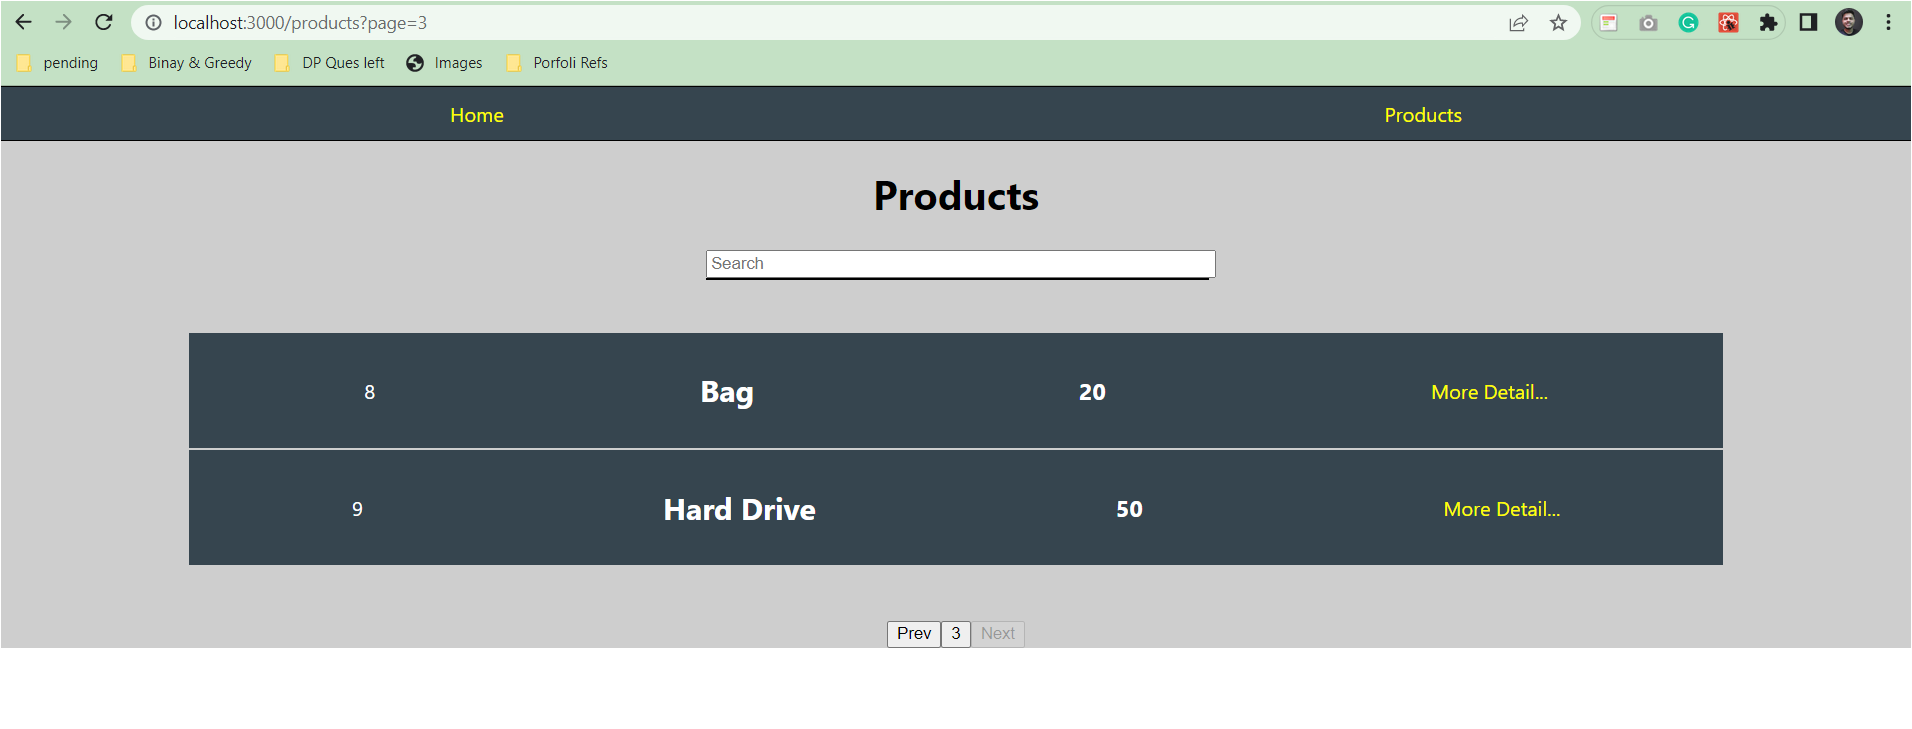 localhost:3000/products?page=3
pending Binay & Greedy DP Ques left Images Porfoli Refs
Home Products
Products
Search
8 Bag 20 More Detail...
9 Hard Drive 50 More Detail...
Prev 3 Next